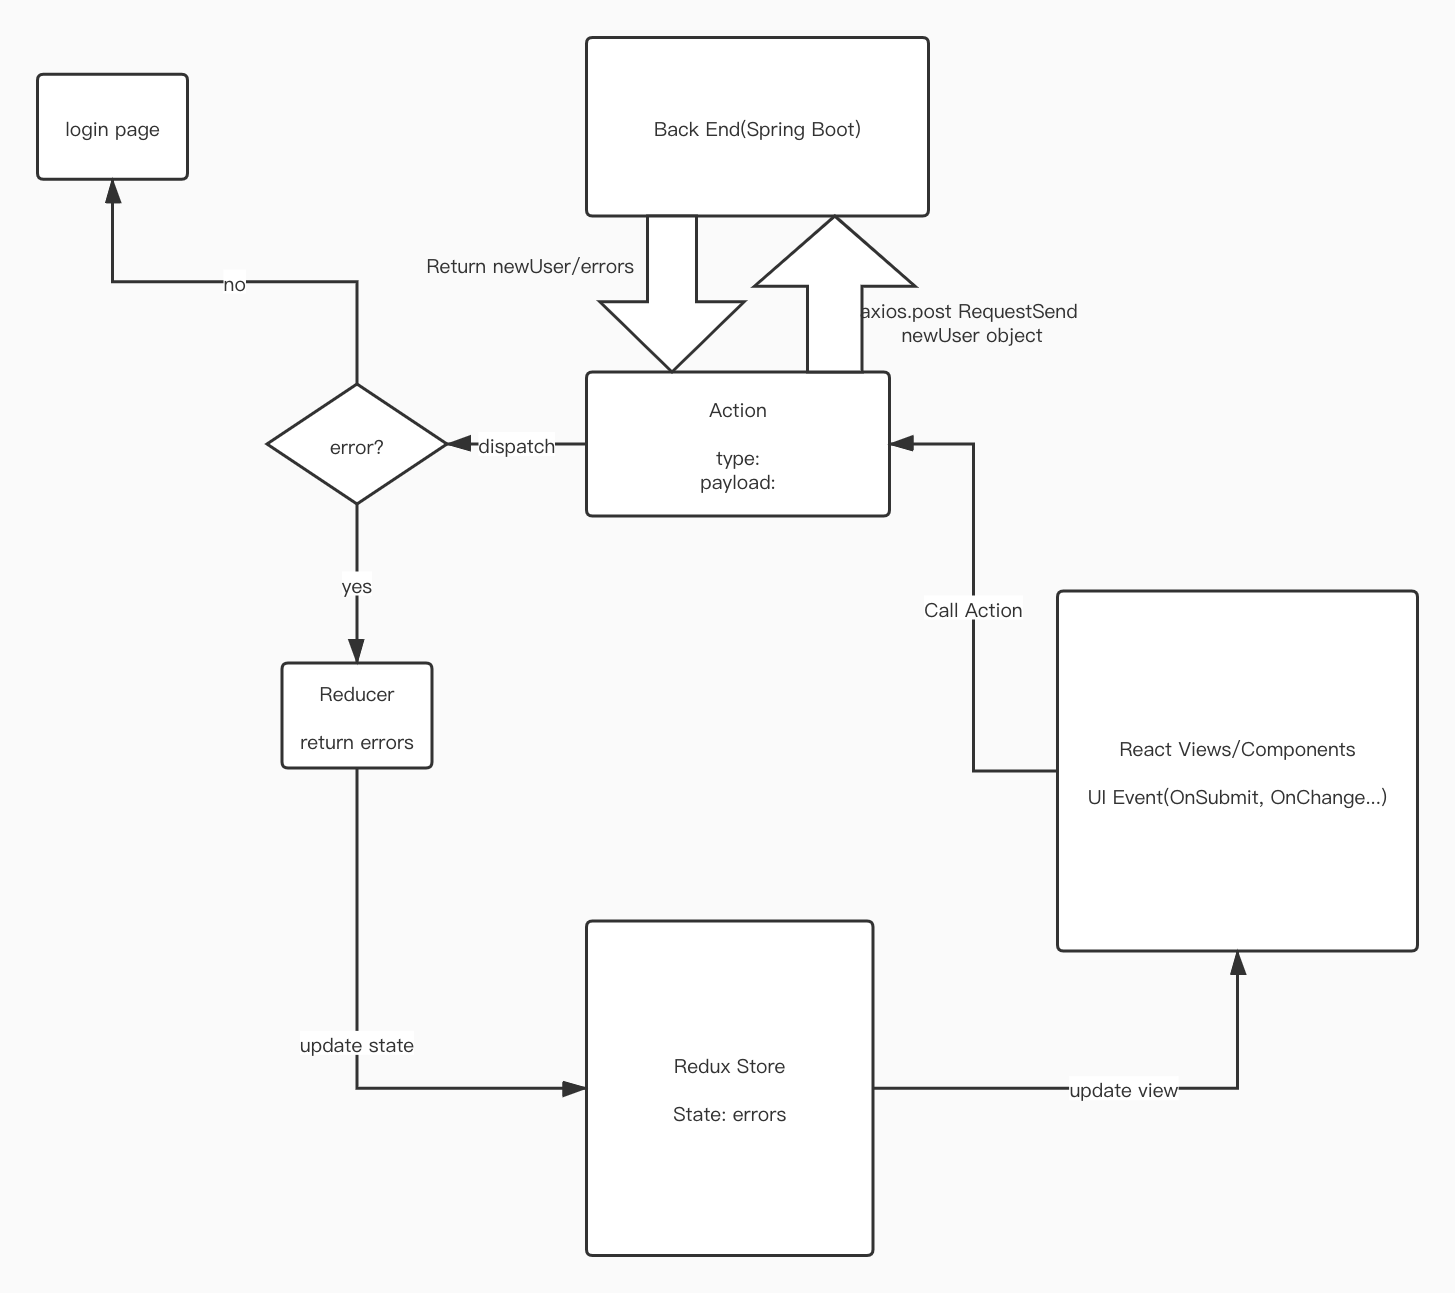 login page
Back End(Spring Boot)
Return newUser/errors
axios.post RequestSend
newUser object
no
error?
dispatch
Action
type:
payload:
yes
Call Action
Reducer
return errors
React Views/Components
UI Event(OnSubmit, OnChange...)
update state
Redux Store
State: errors
update view